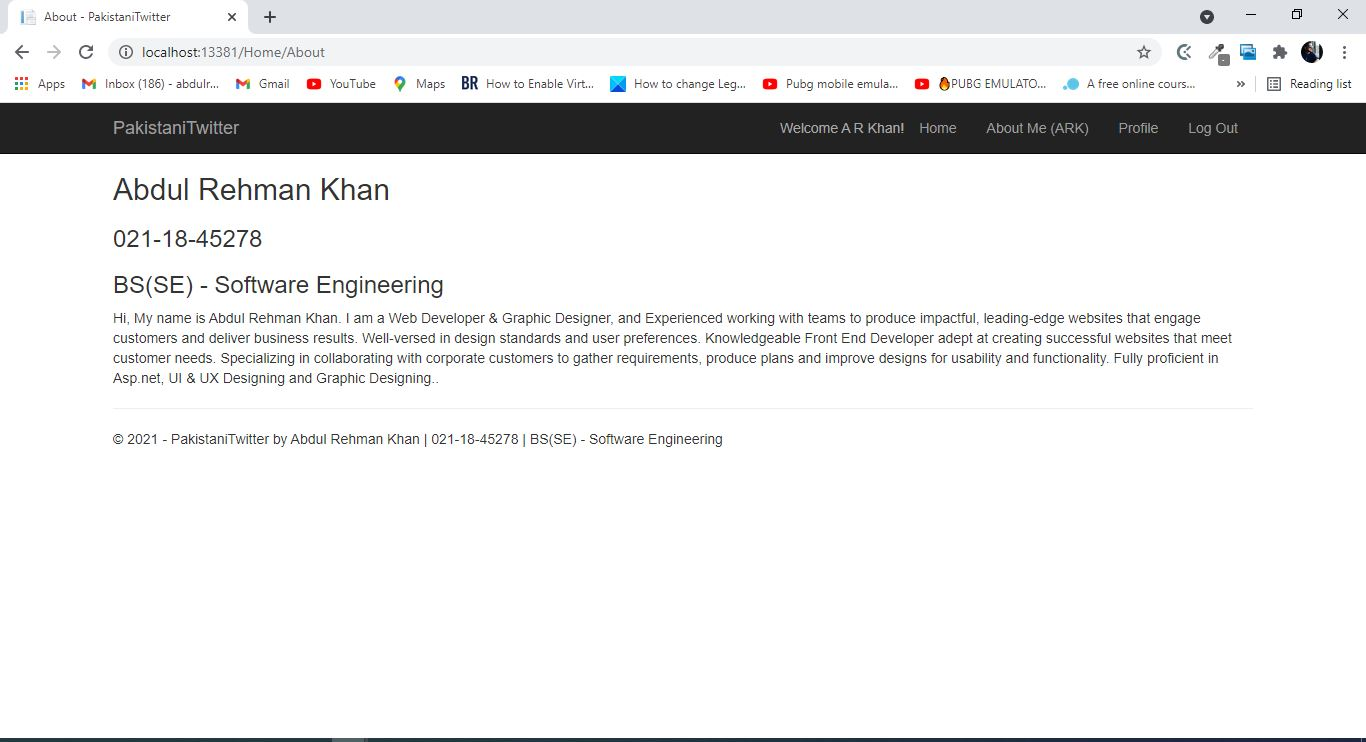 About - PakistaniTwitter
localhost:13381/Home/About
Apps Inbox (186) - abdulr... Gmail YouTube Maps BR How to Enable Virt... How to change Leg... Pubg mobile emula... PUBG EMULATO... A free online cours... » Reading list
PakistaniTwitter Welcome A R Khan! Home About Me (ARK) Profile Log Out
Abdul Rehman Khan
021-18-45278
BS(SE) - Software Engineering
Hi, My name is Abdul Rehman Khan. I am a Web Developer & Graphic Designer, and Experienced working with teams to produce impactful, leading-edge websites that engage
customers and deliver business results. Well-versed in design standards and user preferences. Knowledgeable Front End Developer adept at creating successful websites that meet
customer needs. Specializing in collaborating with corporate customers to gather requirements, produce plans and improve designs for usability and functionality. Fully proficient in
Asp.net, UI & UX Designing and Graphic Designing..
© 2021 - PakistaniTwitter by Abdul Rehman Khan | 021-18-45278 | BS(SE) - Software Engineering